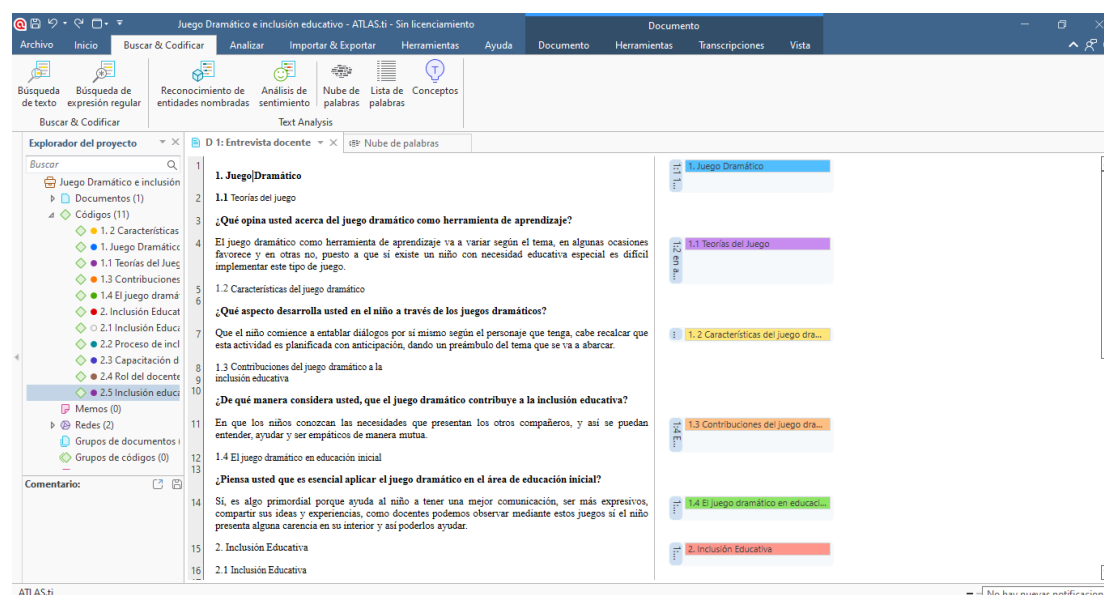 Juego Dramático e inclusión educativo - ATLAS.ti - Sin licenciamiento
Documento
Archivo Inicio Buscar & Codificar Analizar Importar & Exportar Herramientas Ayuda Documento Herramientas Transcripciones Vista
Búsqueda de texto
Búsqueda de expresión regular
Reconocimiento de entidades nombradas
Análisis de sentimiento
Nube de palabras
Lista de palabras
Conceptos
Buscar & Codificar
Text Analysis
Explorador del proyecto
Buscar
Juego Dramático e inclusión
Documentos (1)
Códigos (11)
1. 2 Características
1. Juego Dramático
1.1 Teorías del Jueg
1.3 Contribuciones
1.4 El juego dramá
2. Inclusión Educat
2.1 Inclusión Educa
2.2 Proceso de incl
2.3 Capacitación d
2.4 Rol del docente
2.5 Inclusión educa
Memos (0)
Redes (2)
Grupos de documentos (
Grupos de códigos (0)
Comentario:
D 1: Entrevista docente
Nube de palabras
1
1. Juego Dramático
2 1.1 Teorías del juego
3 ¿Qué opina usted acerca del juego dramático como herramienta de aprendizaje?
4 El juego dramático como herramienta de aprendizaje va a variar según el tema, en algunas ocasiones
favorece y en otras no, puesto a que sí existe un niño con necesidad educativa especial es difícil
implementar este tipo de juego.
5 1.2 Características del juego dramático
6
¿Qué aspecto desarrolla usted en el niño a través de los juegos dramáticos?
7 Que el niño comience a entablar diálogos por sí mismo según el personaje que tenga, cabe recalcar que
esta actividad es planificada con anticipación, dando un preámbulo del tema que se va a abarcar.
8 1.3 Contribuciones del juego dramático a la
9 inclusión educativa
10
¿De qué manera considera usted, que el juego dramático contribuye a la inclusión educativa?
11 En que los niños conozcan las necesidades que presentan los otros compañeros, y así se puedan
entender, ayudar y ser empáticos de manera mutua.
12 1.4 El juego dramático en educación inicial
13
¿Piensa usted que es esencial aplicar el juego dramático en el área de educación inicial?
14 Sí, es algo primordial porque ayuda al niño a tener una mejor comunicación, ser más expresivos,
compartir sus ideas y experiencias, como docentes podemos observar mediante estos juegos si el niño
presenta alguna carencia en su interior y así poderlos ayudar.
15 2. Inclusión Educativa
16 2.1 Inclusión Educativa
1:1 1... 1. Juego Dramático
1:2 en a... 1.1 Teorías del Juego
1. 2 Características del juego dra...
1:4 E... 1.3 Contribuciones del juego dra...
1:... 1.4 El juego dramático en educaci...
1:... 2. Inclusión Educativa
ATLAS.ti
No hay nuevas notificacion